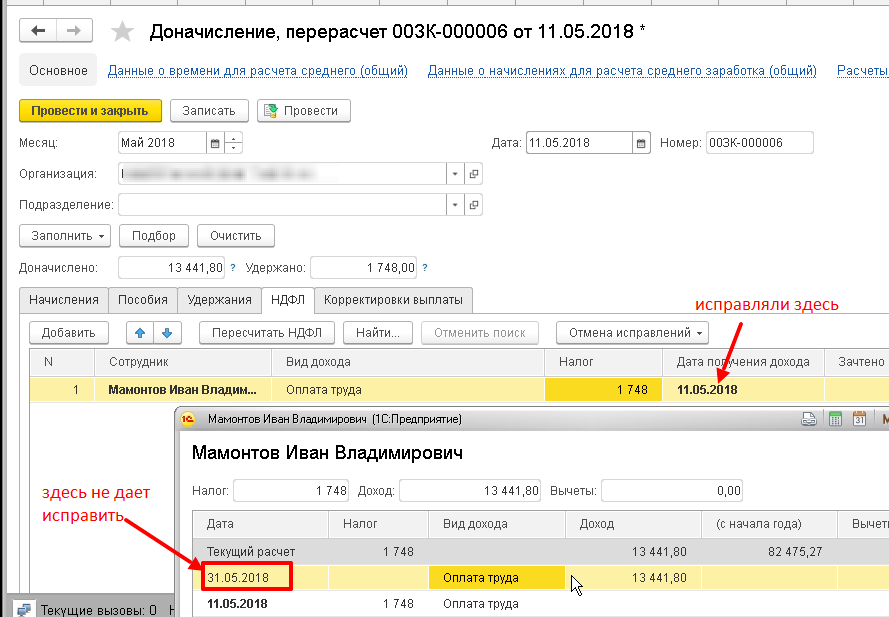 Доначисление, перерасчет 00ЗК-000006 от 11.05.2018 *
Основное Данные о времени для расчета среднего (общий) Данные о начислениях для расчета среднего заработка (общий) Расчеты
Провести и закрыть Записать Провести
Месяц: Май 2018 Дата: 11.05.2018 Номер: 00ЗК-000006
Организация:
Подразделение:
Заполнить Подбор Очистить
Доначислено: 13 441,80 ? Удержано: 1 748,00 ?
исправляли здесь
Начисления Пособия Удержания НДФЛ Корректировки выплаты
Добавить Пересчитать НДФЛ Найти... Отменить поиск Отмена исправлений
N Сотрудник Вид дохода Налог Дата получения дохода Зачтено
1 Мамонтов Иван Владим... Оплата труда 1 748 11.05.2018
Мамонтов Иван Владимирович (1С:Предприятие) 31 M
Мамонтов Иван Владимирович
здесь не дает
исправить
Налог: 1 748 Доход: 13 441,80 Вычеты: 0,00
Дата Налог Вид дохода Доход (с начала года) Вычеты
Текущий расчет 1 748 13 441,80 82 475,27
31.05.2018 Оплата труда 13 441,80
11.05.2018 1 748 Оплата труда
Текущие вызовы: 0 Н